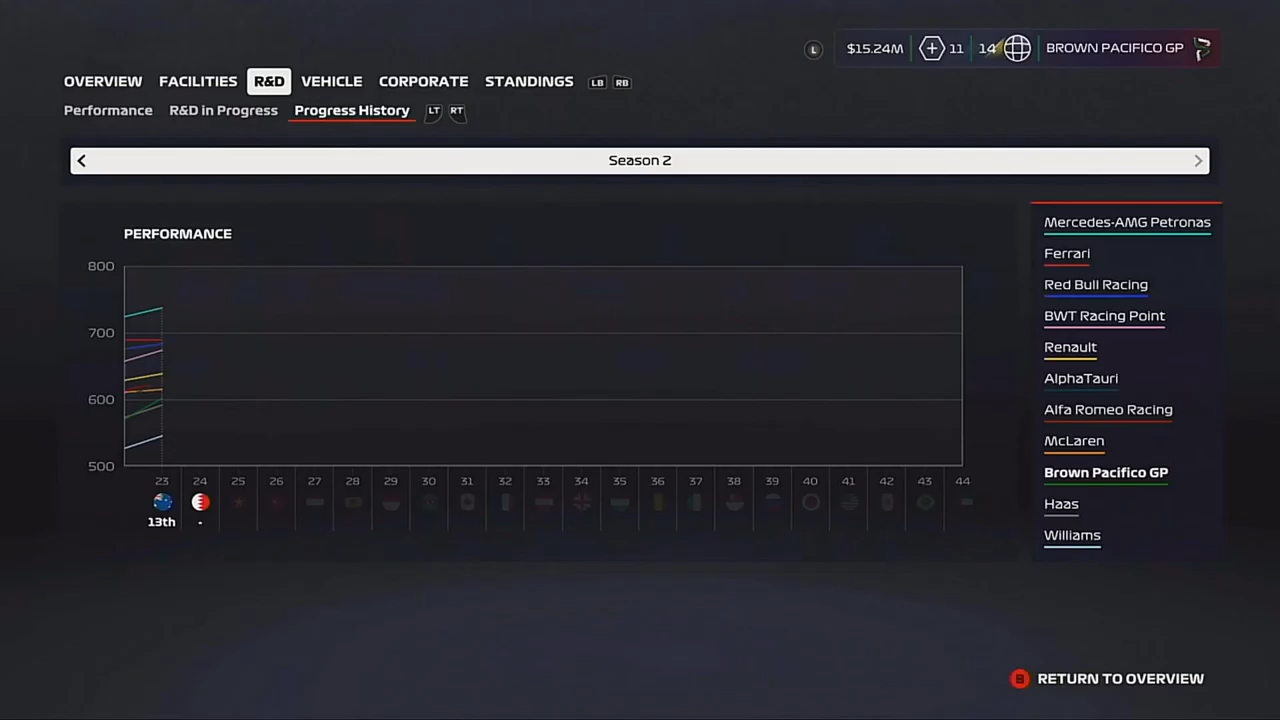 L $15.24M 11 14 BROWN PACIFICO GP
OVERVIEW FACILITIES R&D VEHICLE CORPORATE STANDINGS LB RB
Performance R&D in Progress Progress History LT RT
Season 2
PERFORMANCE
800
700
600
500
23 24 25 26 27 28 29 30 31 32 33 34 35 36 37 38 39 40 41 42 43 44
13th -
Mercedes-AMG Petronas
Ferrari
Red Bull Racing
BWT Racing Point
Renault
AlphaTauri
Alfa Romeo Racing
McLaren
Brown Pacifico GP
Haas
Williams
B RETURN TO OVERVIEW